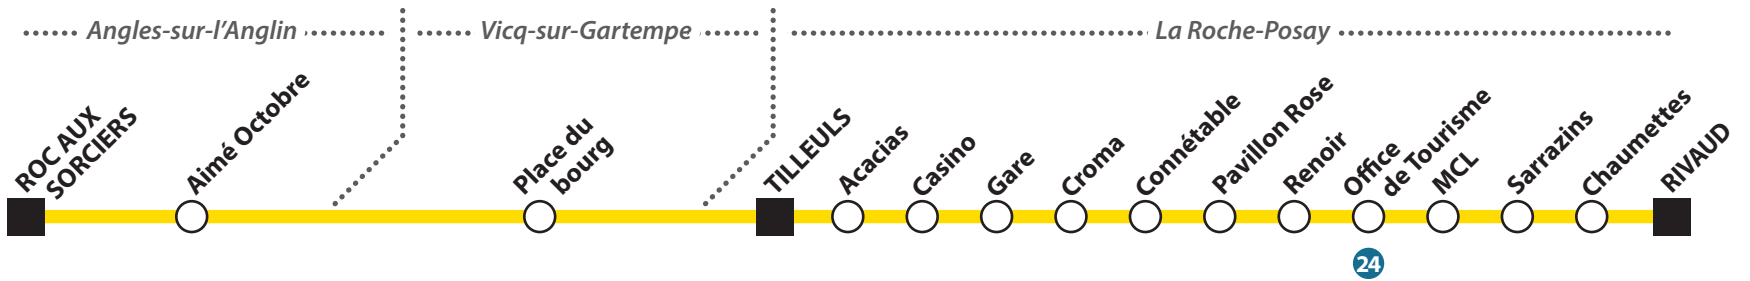 Angles-sur-l'Anglin
Vicq-sur-Gartempe
La Roche-Posay
ROC AUX
SORCIERS
Aimé Octobre
Place du
bourg
TILLEULS
Acacias
Casino
Gare
Croma
Connétable
Pavillon Rose
Renoir
Office
de Tourisme
MCL
Sarrazins
Chaumettes
RIVAUD
24